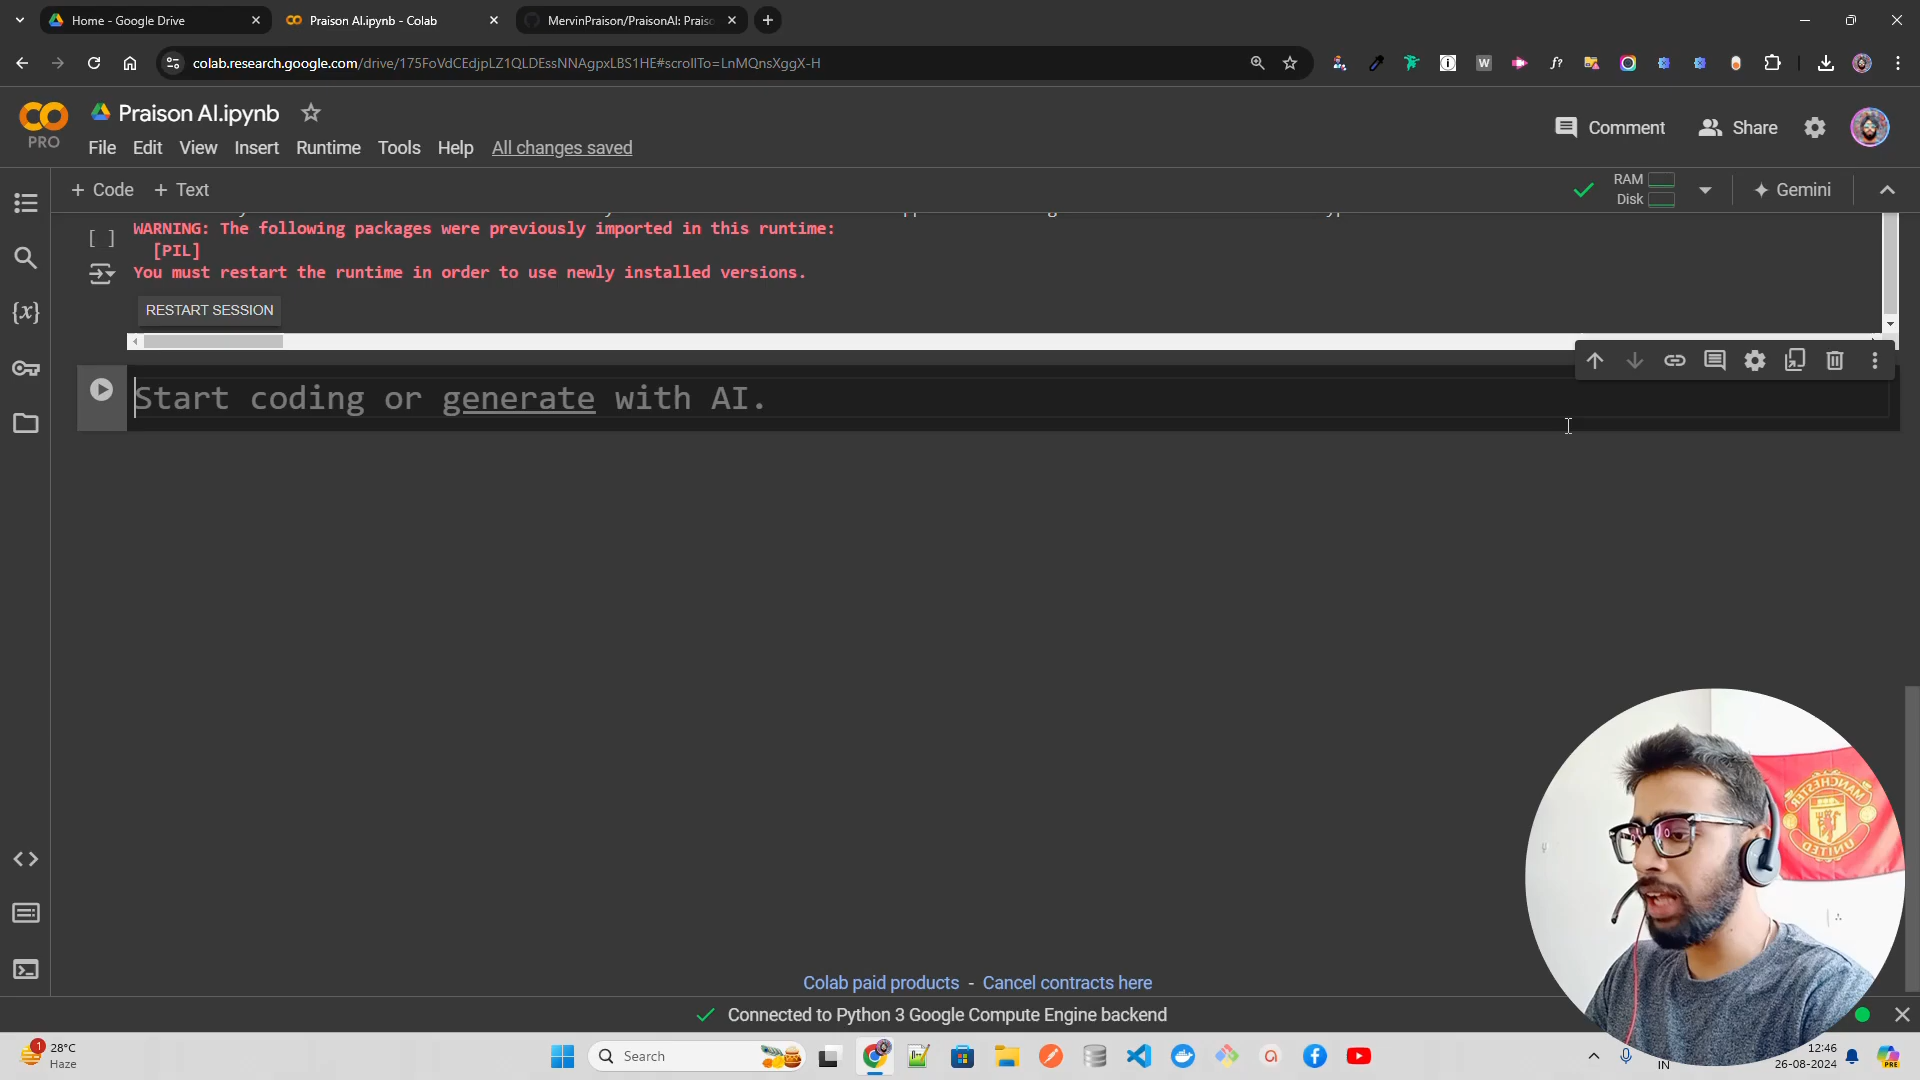 Home - Google Drive
Praison AI.ipynb - Colab
MervinPraison/PraisonAI: Praiso
colab.research.google.com/drive/175FoVdCEdjpLZ1QLDEssNNAgpxLBS1HE#scrollTo=LnMQnsXggX-H
PRO
Praison AI.ipynb
File Edit View Insert Runtime Tools Help All changes saved
Comment
Share
+ Code + Text
RAM
Disk
Gemini
[ ]
WARNING: The following packages were previously imported in this runtime:
[PIL]
You must restart the runtime in order to use newly installed versions.
RESTART SESSION
Start coding or generate with AI.
MANCHESTER
UNITED
Colab paid products - Cancel contracts here
Connected to Python 3 Google Compute Engine backend
1
28°C
Haze
Search
IN
12:46
26-08-2024